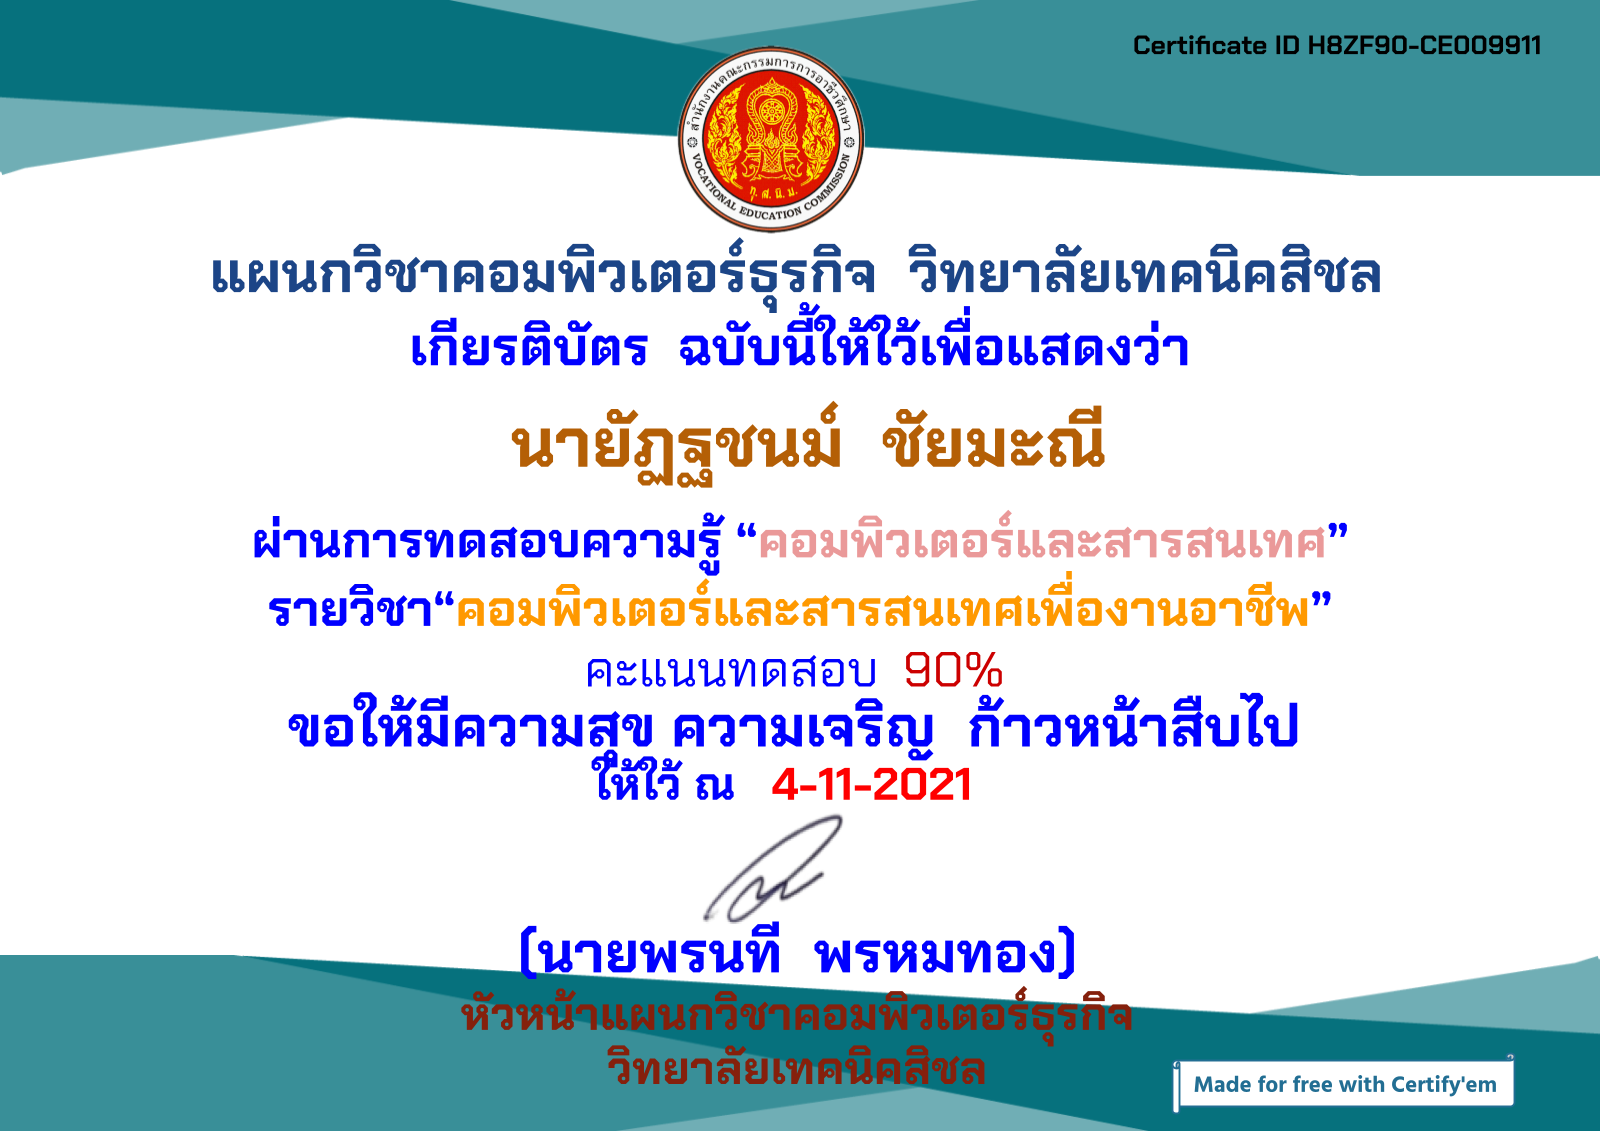 Certificate ID H8ZF90-CE009911
สำนักงานคณะกรรมการการอาชีวศึกษา
ทุ. ส. นิ. ม.
VOCATIONAL EDUCATION COMMISSION
แผนกวิชาคอมพิวเตอร์ธุรกิจ วิทยาลัยเทคนิคสิชล
เกียรติบัตร ฉบับนี้ให้ใว้เพื่อแสดงว่า
นายัฏฐชนม์ ชัยมะณี
ผ่านการทดสอบความรู้ “คอมพิวเตอร์และสารสนเทศ”
รายวิชา“คอมพิวเตอร์และสารสนเทศเพื่องานอาชีพ”
คะแนนทดสอบ 90%
ขอให้มีความสุข ความเจริญ ก้าวหน้าสืบไป
ให้ใว้ ณ 4-11-2021
(นายพรนที พรหมทอง)
หัวหน้าแผนกวิชาคอมพิวเตอร์ธุรกิจ
วิทยาลัยเทคนิคสิชล
Made for free with Certify'em